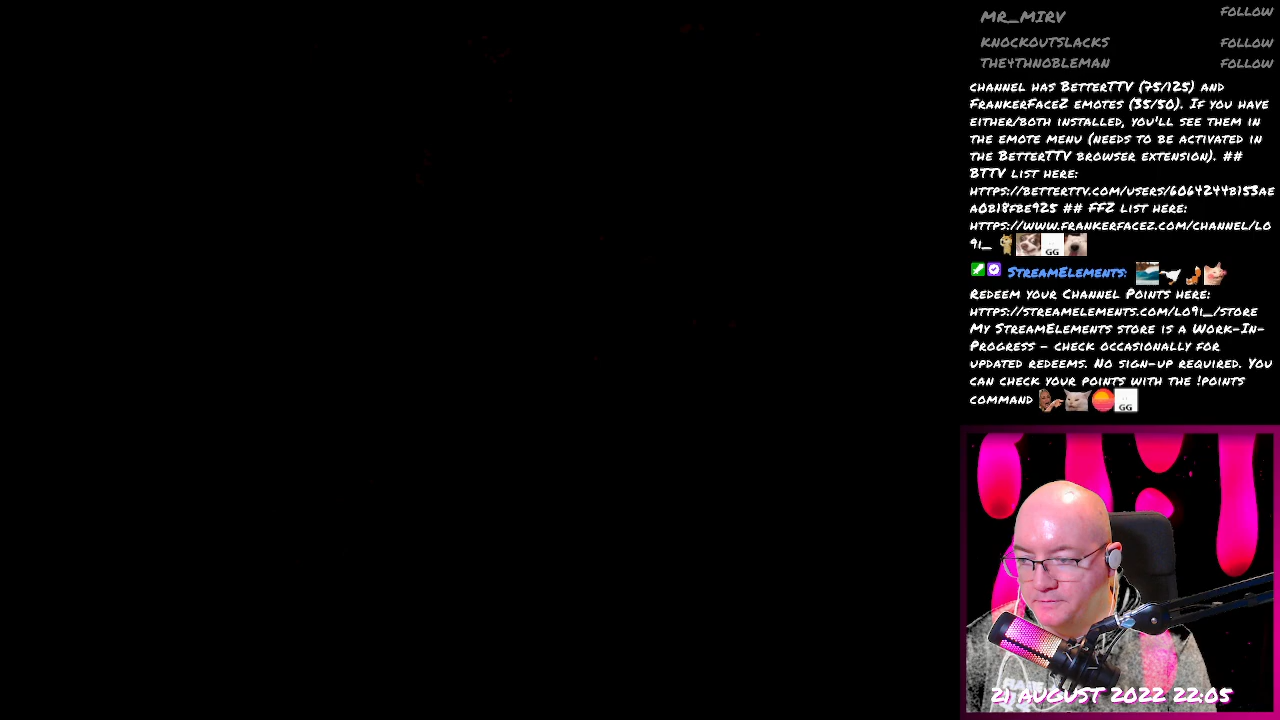 MR_MIRV FOLLOW
KNOCKOUTSLACKS FOLLOW
THE4THNOBLEMAN FOLLOW
CHANNEL HAS BETTERTTV (75/125) AND
FRANKERFACEZ EMOTES (35/50). IF YOU HAVE
EITHER/BOTH INSTALLED, YOU'LL SEE THEM IN
THE EMOTE MENU (NEEDS TO BE ACTIVATED IN
THE BETTERTTV BROWSER EXTENSION). ##
BTTV LIST HERE:
HTTPS://BETTERTTV.COM/USERS/6064244B153AE
A0B18FBE925 ## FFZ LIST HERE:
HTTPS://WWW.FRANKERFACEZ.COM/CHANNEL/LO
9I_ GG
STREAMELEMENTS:
REDEEM YOUR CHANNEL POINTS HERE:
HTTPS://STREAMELEMENTS.COM/LO9I_/STORE
MY STREAMELEMENTS STORE IS A WORK-IN-
PROGRESS - CHECK OCCASIONALLY FOR
UPDATED REDEEMS. NO SIGN-UP REQUIRED. YOU
CAN CHECK YOUR POINTS WITH THE !POINTS
COMMAND GG
21 AUGUST 2022 22:05